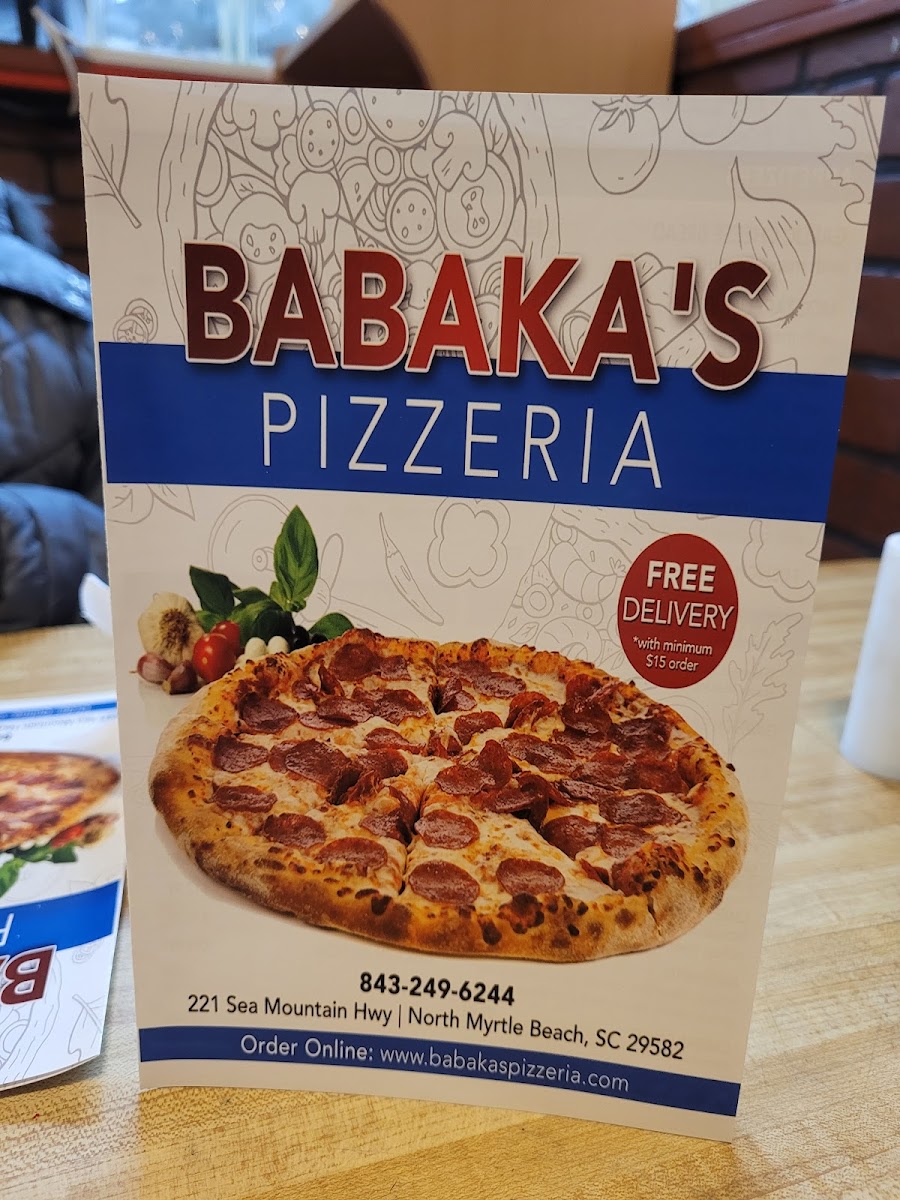 BABAKA'S
PIZZERIA
FREE
DELIVERY
*with minimum
$15 order
843-249-6244
221 Sea Mountain Hwy | North Myrtle Beach, SC 29582
Order Online: www.babakaspizzeria.com